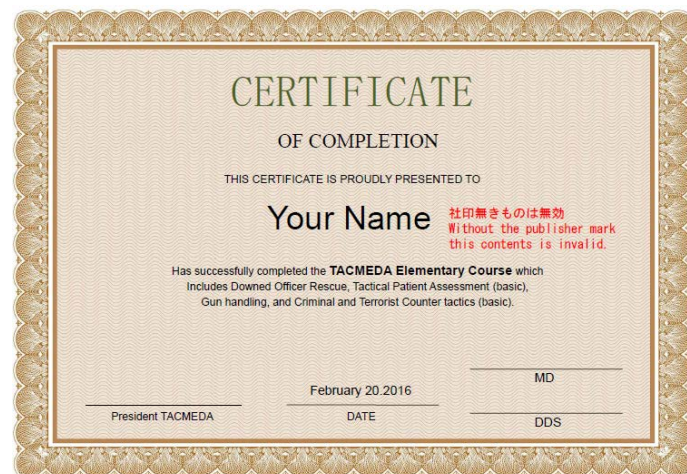 CERTIFICATE
OF COMPLETION
THIS CERTIFICATE IS PROUDLY PRESENTED TO
Your Name
社印無きものは無効
Without the publisher mark
this contents is invalid.
Has successfully completed the TACMEDA Elementary Course which
Includes Downed Officer Rescue, Tactical Patient Assessment (basic),
Gun handling, and Criminal and Terrorist Counter tactics (basic).
February 20.2016
MD
President TACMEDA
DATE
DDS